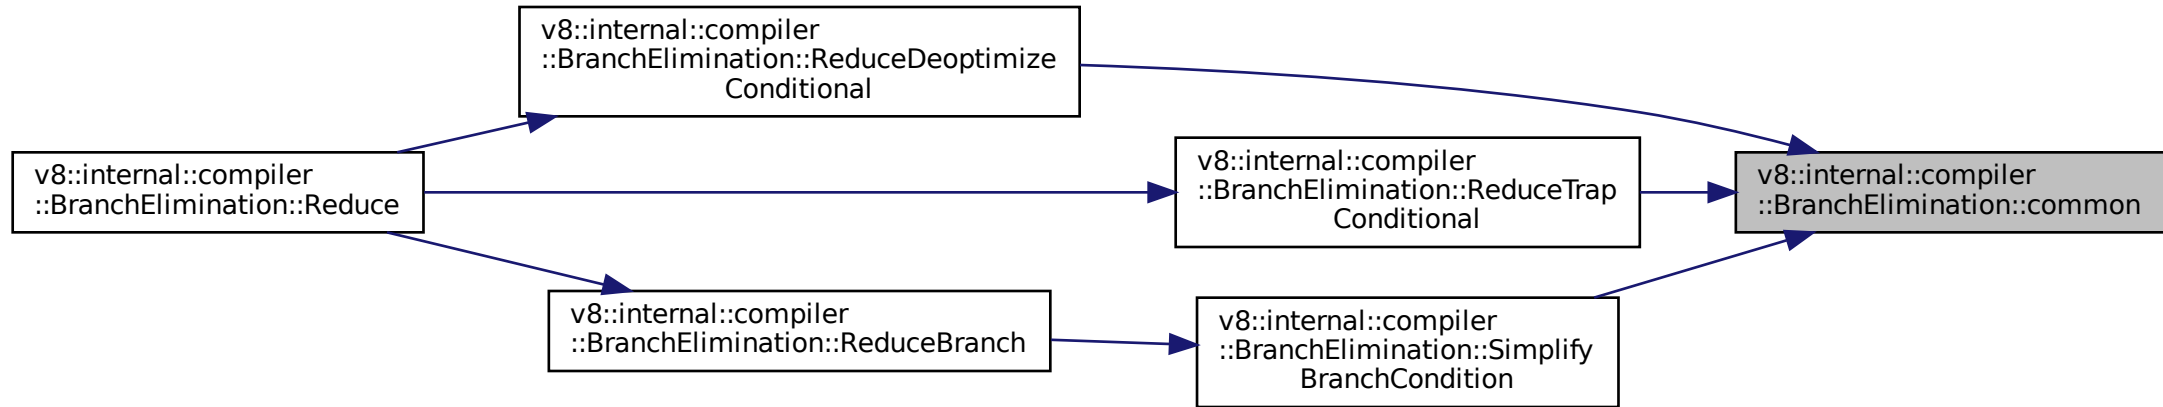 v8::internal::compiler
::BranchElimination::ReduceDeoptimize
Conditional
v8::internal::compiler
::BranchElimination::Reduce
v8::internal::compiler
::BranchElimination::ReduceTrap
Conditional
v8::internal::compiler
::BranchElimination::common
v8::internal::compiler
::BranchElimination::ReduceBranch
v8::internal::compiler
::BranchElimination::Simplify
BranchCondition